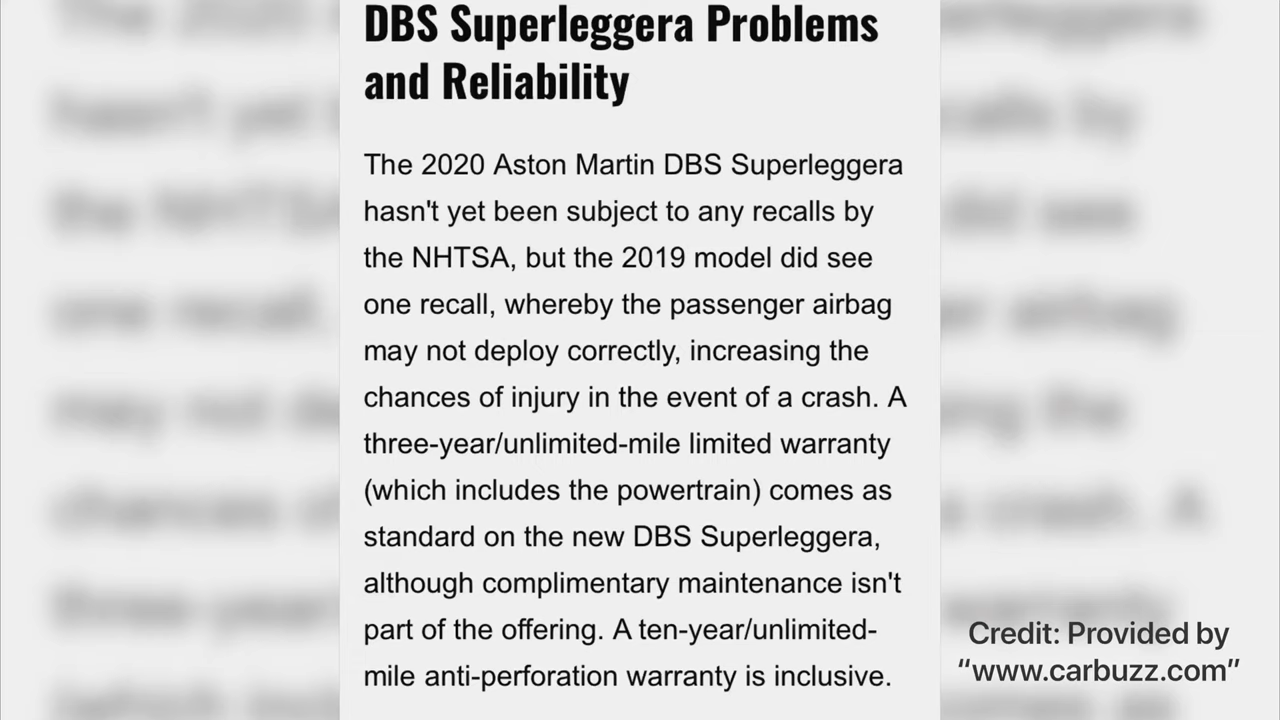 DBS Superleggera Problems
and Reliability
The 2020 Aston Martin DBS Superleggera
hasn't yet been subject to any recalls by
the NHTSA, but the 2019 model did see
one recall, whereby the passenger airbag
may not deploy correctly, increasing the
chances of injury in the event of a crash. A
three-year/unlimited-mile limited warranty
(which includes the powertrain) comes as
standard on the new DBS Superleggera,
although complimentary maintenance isn't
part of the offering. A ten-year/unlimited-
mile anti-perforation warranty is inclusive.
Credit: Provided by
“www.carbuzz.com”